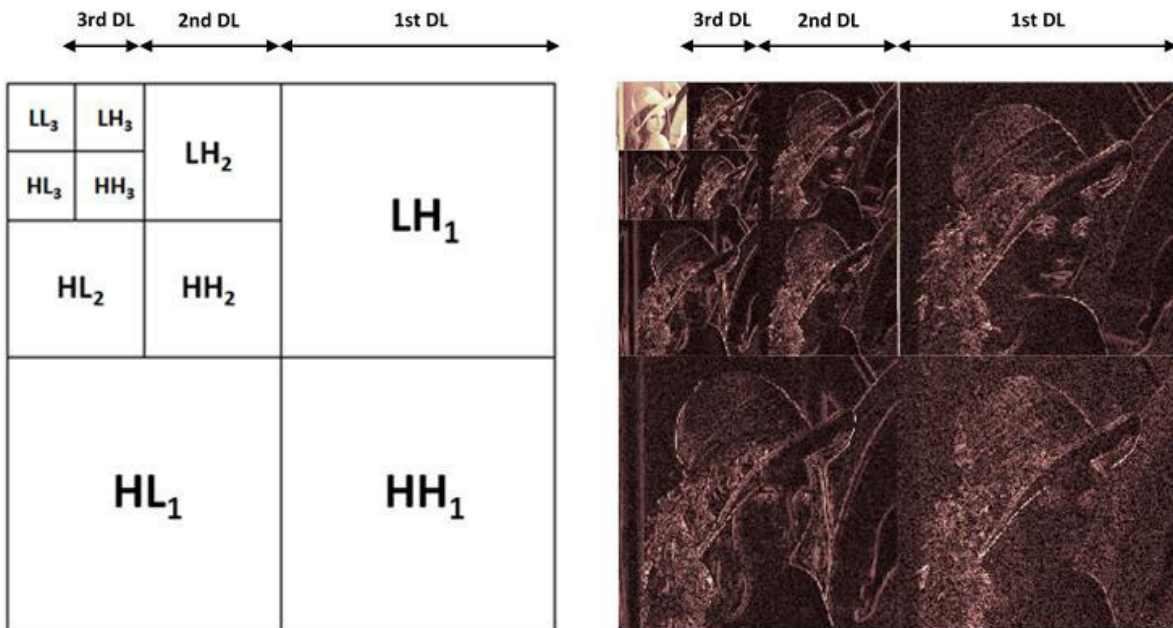 3rd DL 2nd DL 1st DL 3rd DL 2nd DL 1st DL
LL₃ LH₃
LH₂
HL₃ HH₃
LH₁
HL₂ HH₂
HL₁ HH₁